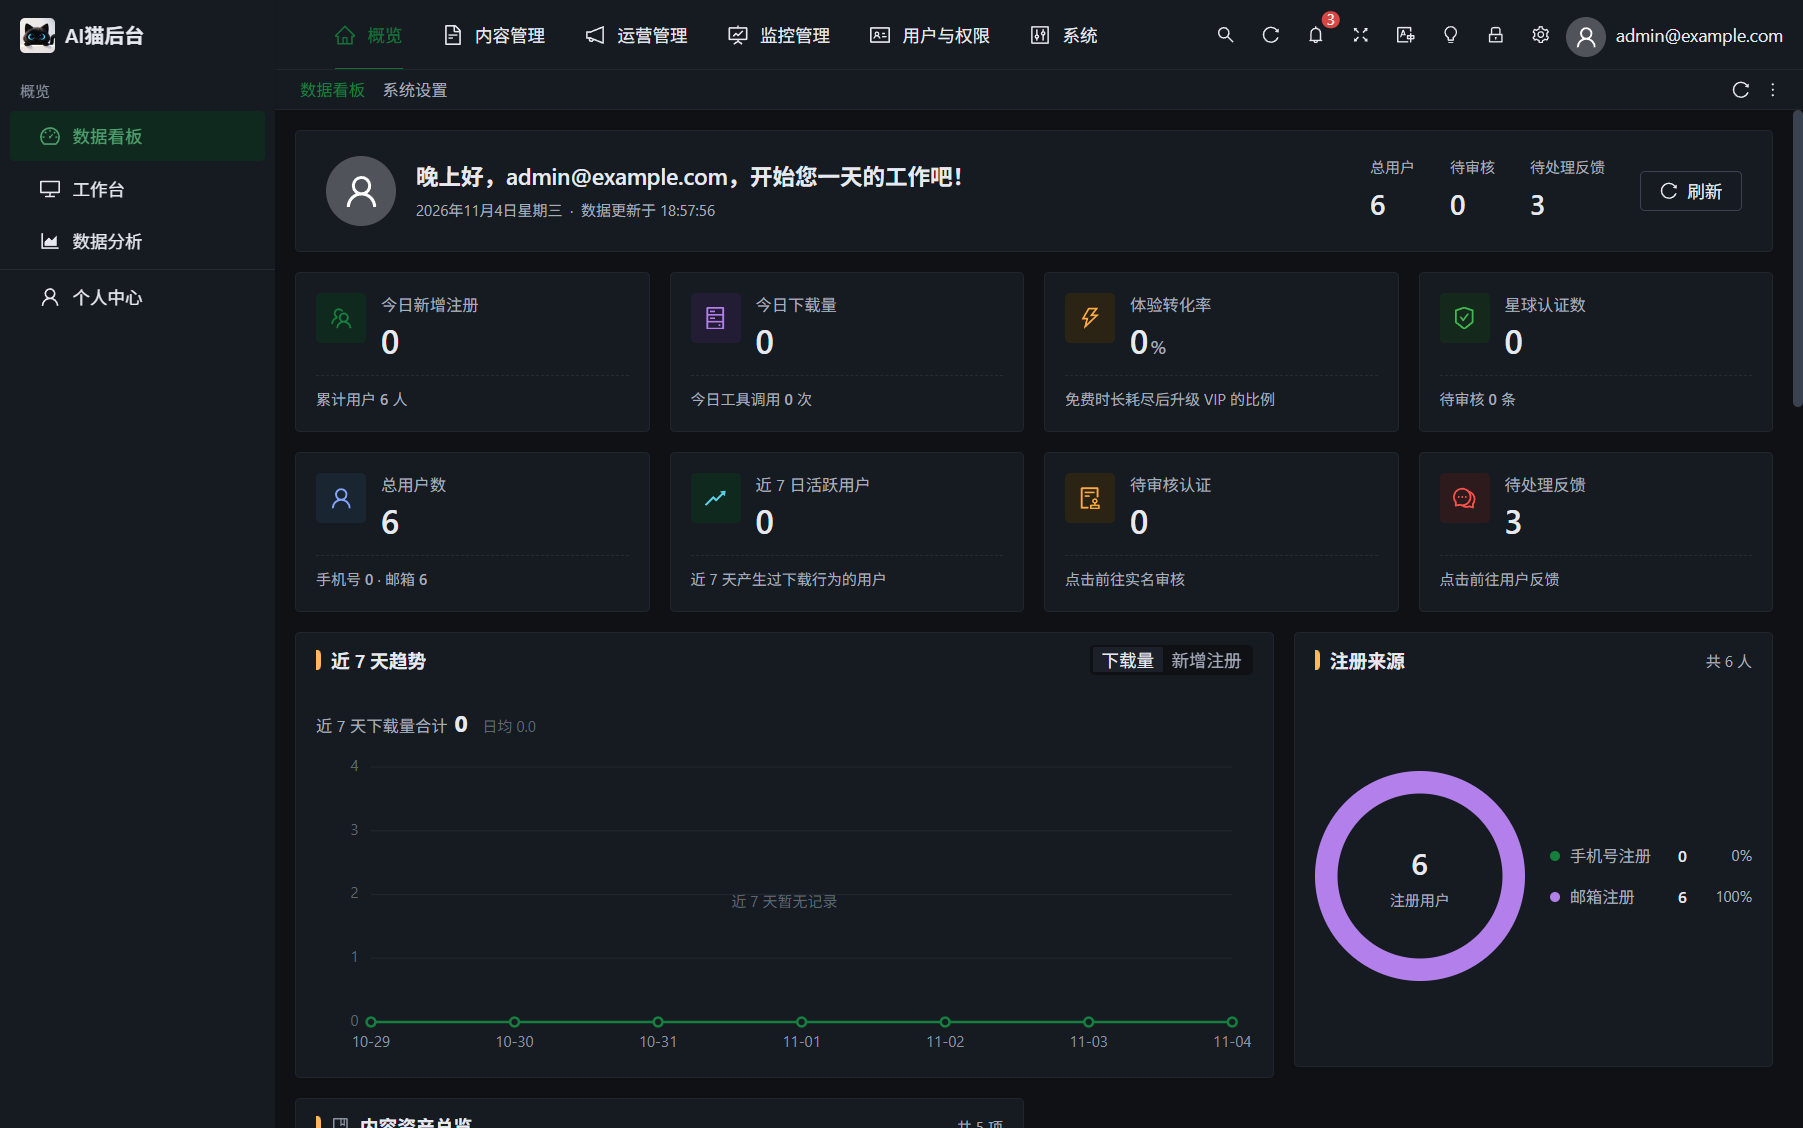 AI猫后台
概览
内容管理
运营管理
监控管理
用户与权限
系统
3
admin@example.com
概览
数据看板
工作台
数据分析
个人中心
数据看板
系统设置
晚上好，admin@example.com，开始您一天的工作吧！
2026年11月4日星期三 · 数据更新于 18:57:56
总用户
6
待审核
0
待处理反馈
3
刷新
今日新增注册
0
累计用户 6 人
今日下载量
0
今日工具调用 0 次
体验转化率
0%
免费时长耗尽后升级 VIP 的比例
星球认证数
0
待审核 0 条
总用户数
6
手机号 0 · 邮箱 6
近 7 日活跃用户
0
近 7 天产生过下载行为的用户
待审核认证
0
点击前往实名审核
待处理反馈
3
点击前往用户反馈
近 7 天趋势
下载量
新增注册
近 7 天下载量合计 0 日均 0.0
4
3
2
1
0
近 7 天暂无记录
10-29
10-30
10-31
11-01
11-02
11-03
11-04
注册来源
共 6 人
6
注册用户
手机号注册 0 0%
邮箱注册 6 100%
内容资产总览
共 5 项